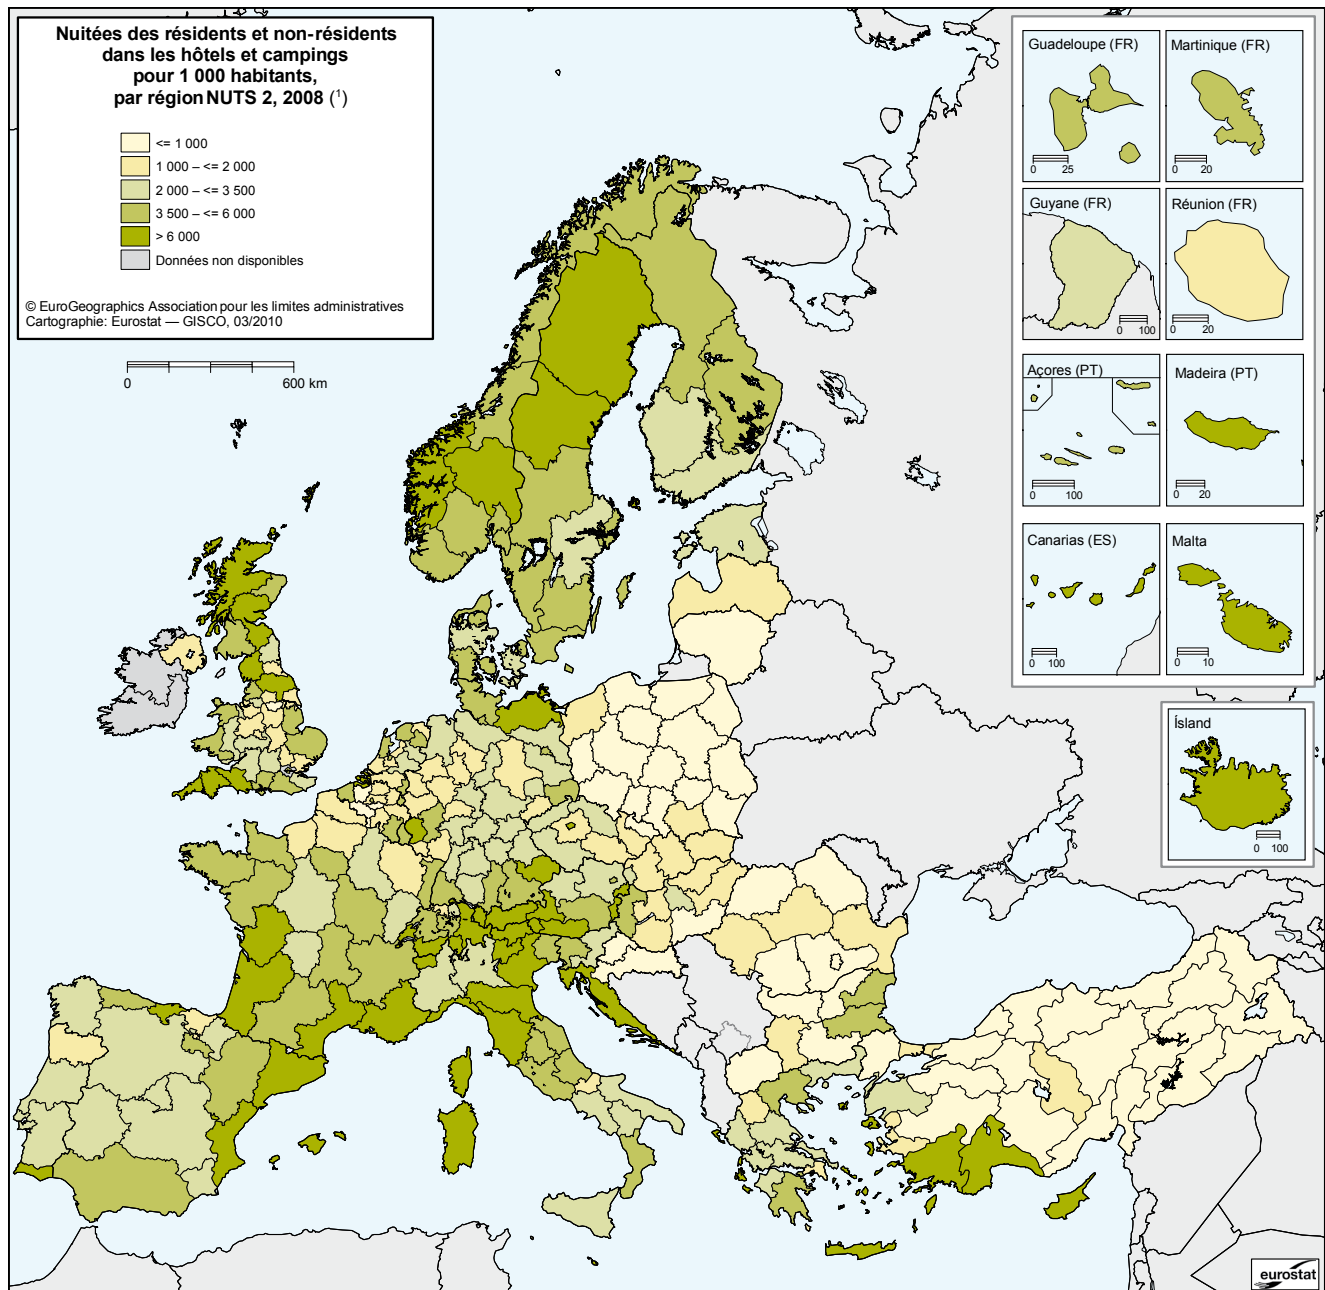 Nuitées des résidents et non-résidents
dans les hôtels et campings
pour 1 000 habitants,
par région NUTS 2, 2008 (¹)
<= 1 000
1 000 – <= 2 000
2 000 – <= 3 500
3 500 – <= 6 000
> 6 000
Données non disponibles
© EuroGeographics Association pour les limites administratives
Cartographie: Eurostat — GISCO, 03/2010
0 600 km
Guadeloupe (FR)
0 25
Martinique (FR)
0 20
Guyane (FR)
0 100
Réunion (FR)
0 20
Açores (PT)
0 100
Madeira (PT)
0 20
Canarias (ES)
0 100
Malta
0 10
Ísland
0 100
eurostat